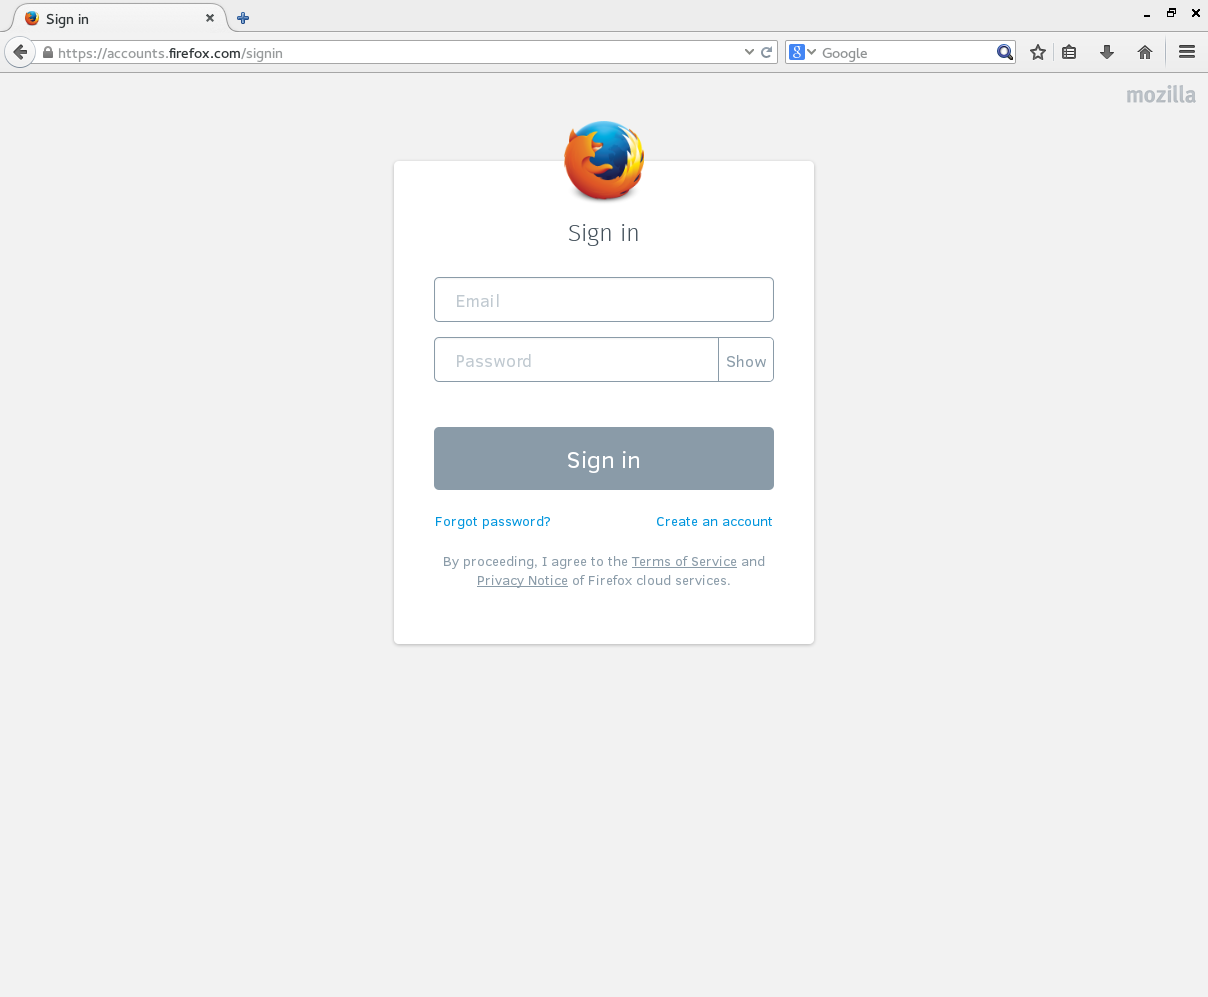 Sign in
https://accounts.firefox.com/signin
Google
mozilla
Sign in
Email
Password
Show
Sign in
Forgot password?
Create an account
By proceeding, I agree to the Terms of Service and
Privacy Notice of Firefox cloud services.